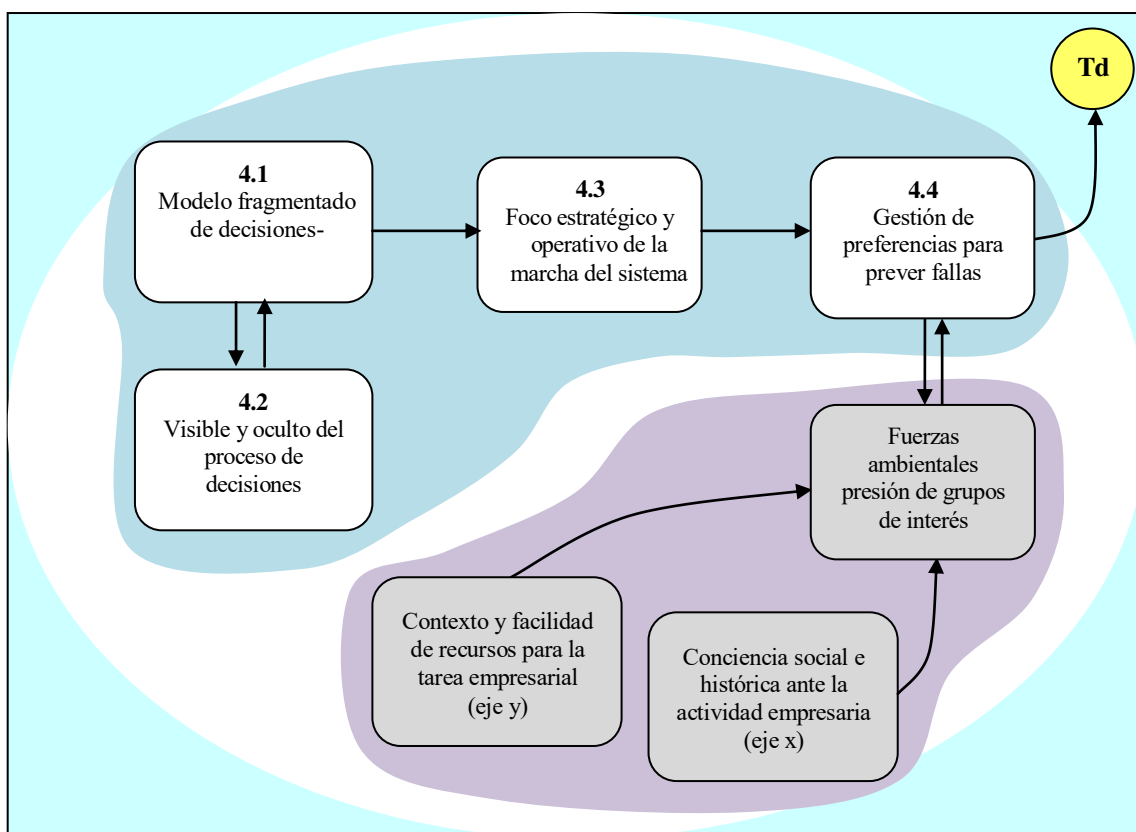 Td
4.1
Modelo fragmentado
de decisiones-
4.3
Foco estratégico y
operativo de la
marcha del sistema
4.4
Gestión de
preferencias para
prever fallas
4.2
Visible y oculto del
proceso de
decisiones
Fuerzas
ambientales
presión de grupos
de interés
Contexto y facilidad
de recursos para la
tarea empresarial
(eje y)
Conciencia social e
histórica ante la
actividad empresaria
(eje x)